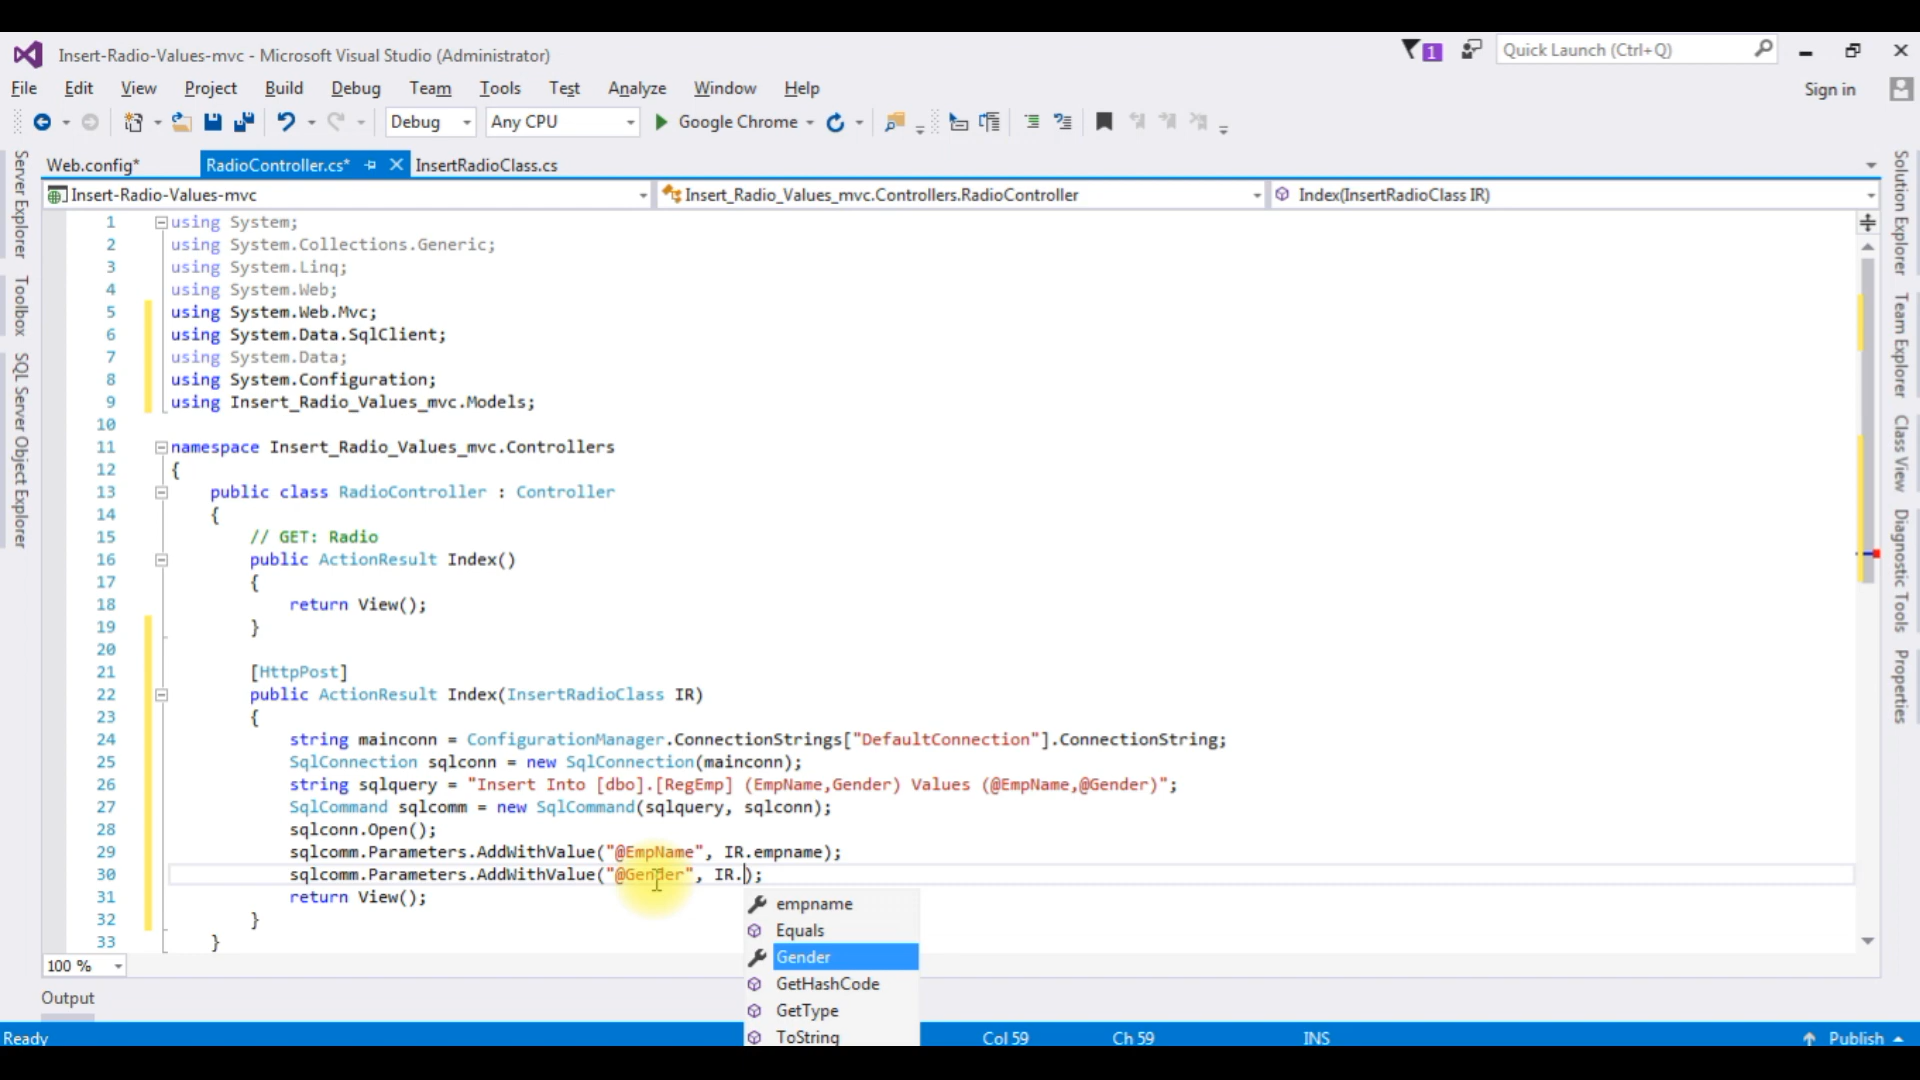 Insert-Radio-Values-mvc - Microsoft Visual Studio (Administrator)
1
Quick Launch (Ctrl+Q)
File Edit View Project Build Debug Team Tools Test Analyze Window Help
Sign in
Debug Any CPU Google Chrome
Web.config* RadioController.cs* InsertRadioClass.cs
Insert-Radio-Values-mvc Insert_Radio_Values_mvc.Controllers.RadioController Index(InsertRadioClass IR)
Server Explorer
Toolbox
SQL Server Object Explorer
1 using System;
2 using System.Collections.Generic;
3 using System.Linq;
4 using System.Web;
5 using System.Web.Mvc;
6 using System.Data.SqlClient;
7 using System.Data;
8 using System.Configuration;
9 using Insert_Radio_Values_mvc.Models;
10
11 namespace Insert_Radio_Values_mvc.Controllers
12 {
13 public class RadioController : Controller
14 {
15 // GET: Radio
16 public ActionResult Index()
17 {
18 return View();
19 }
20
21 [HttpPost]
22 public ActionResult Index(InsertRadioClass IR)
23 {
24 string mainconn = ConfigurationManager.ConnectionStrings["DefaultConnection"].ConnectionString;
25 SqlConnection sqlconn = new SqlConnection(mainconn);
26 string sqlquery = "Insert Into [dbo].[RegEmp] (EmpName,Gender) Values (@EmpName,@Gender)";
27 SqlCommand sqlcomm = new SqlCommand(sqlquery, sqlconn);
28 sqlconn.Open();
29 sqlcomm.Parameters.AddWithValue("@EmpName", IR.empname);
30 sqlcomm.Parameters.AddWithValue("@Gender", IR.);
31 return View();
32 }
33 }
empname
Equals
Gender
GetHashCode
GetType
ToString
Solution Explorer
Team Explorer
Class View
Diagnostic Tools
Properties
100 %
Output
Ready Col 59 Ch 59 INS Publish